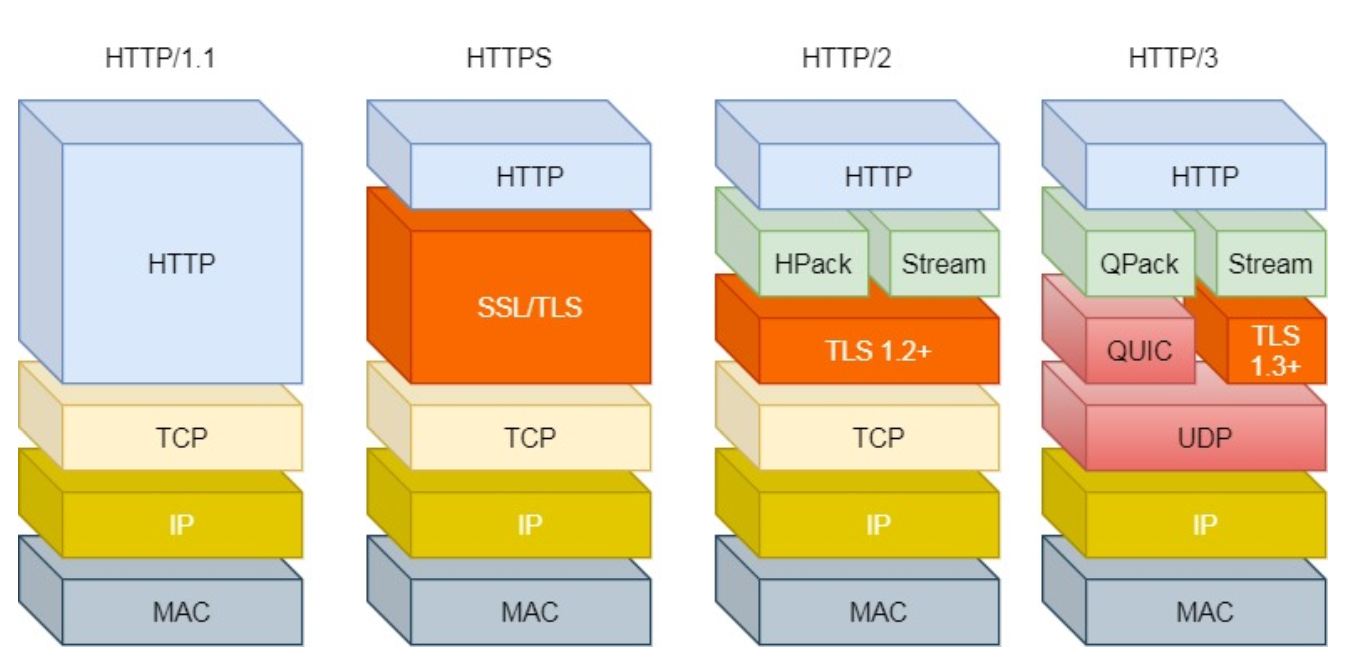 HTTP/1.1
HTTPS
HTTP/2
HTTP/3
HTTP
TCP
IP
MAC
HTTP
SSL/TLS
TCP
IP
MAC
HTTP
HPack
Stream
TLS 1.2+
TCP
IP
MAC
HTTP
QPack
Stream
QUIC
TLS
1.3+
UDP
IP
MAC